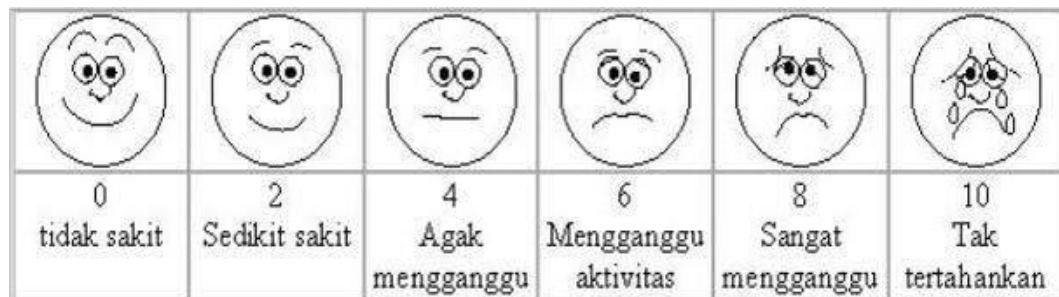 0
tidak sakit
2
Sedikit sakit
4
Agak
mengganggu
6
Mengganggu
aktivitas
8
Sangat
mengganggu
10
Tak
tertahankan